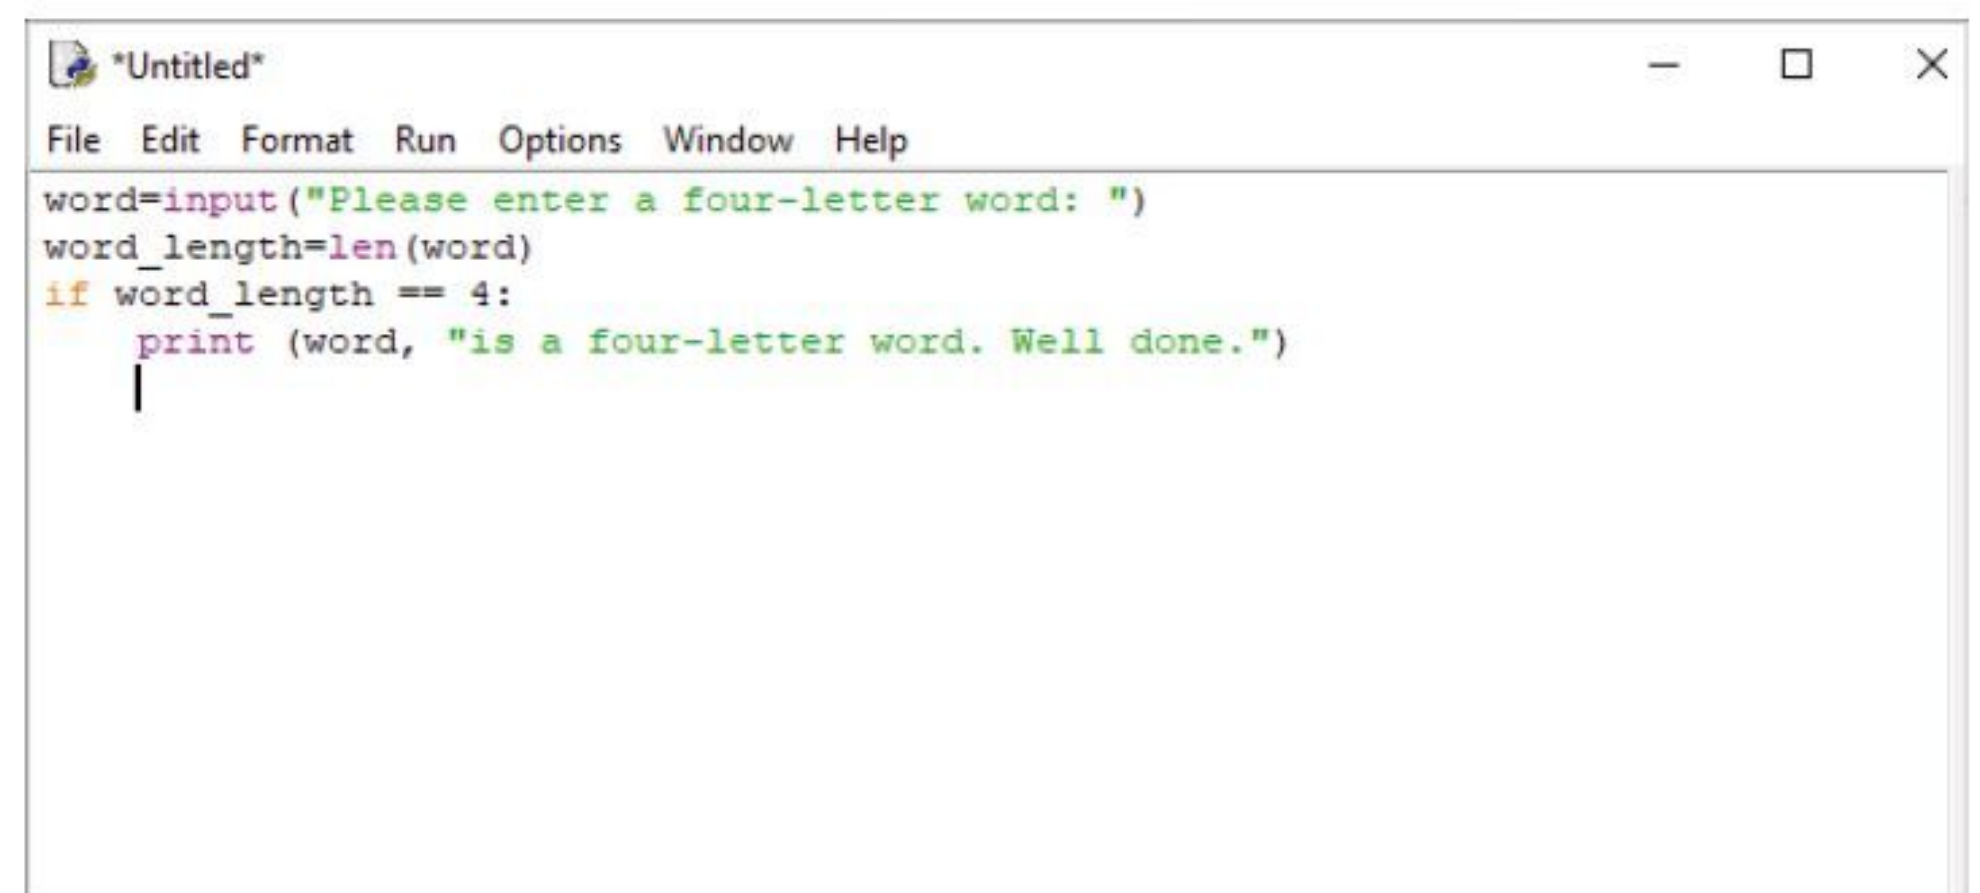 *Untitled*
File Edit Format Run Options Window Help
word=input("Please enter a four-letter word: ")
word_length=len(word)
if word_length == 4:
    print (word, "is a four-letter word. Well done.")